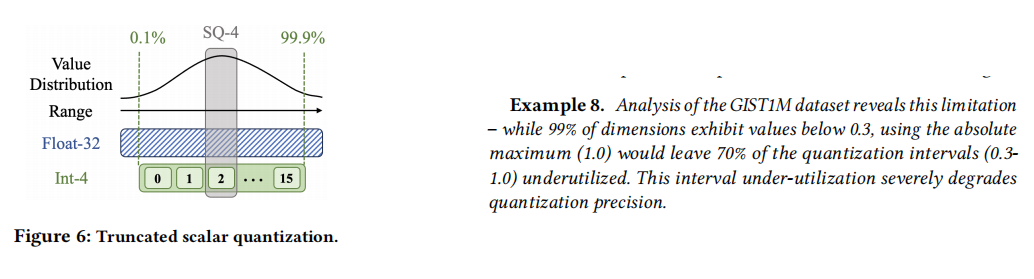 0.1%
SQ-4
99.9%
Value
Distribution
Range
Float-32
Int-4
0 1 2 ... 15
Figure 6: Truncated scalar quantization.
Example 8. Analysis of the GIST1M dataset reveals this limitation
– while 99% of dimensions exhibit values below 0.3, using the absolute
maximum (1.0) would leave 70% of the quantization intervals (0.3-
1.0) underutilized. This interval under-utilization severely degrades
quantization precision.